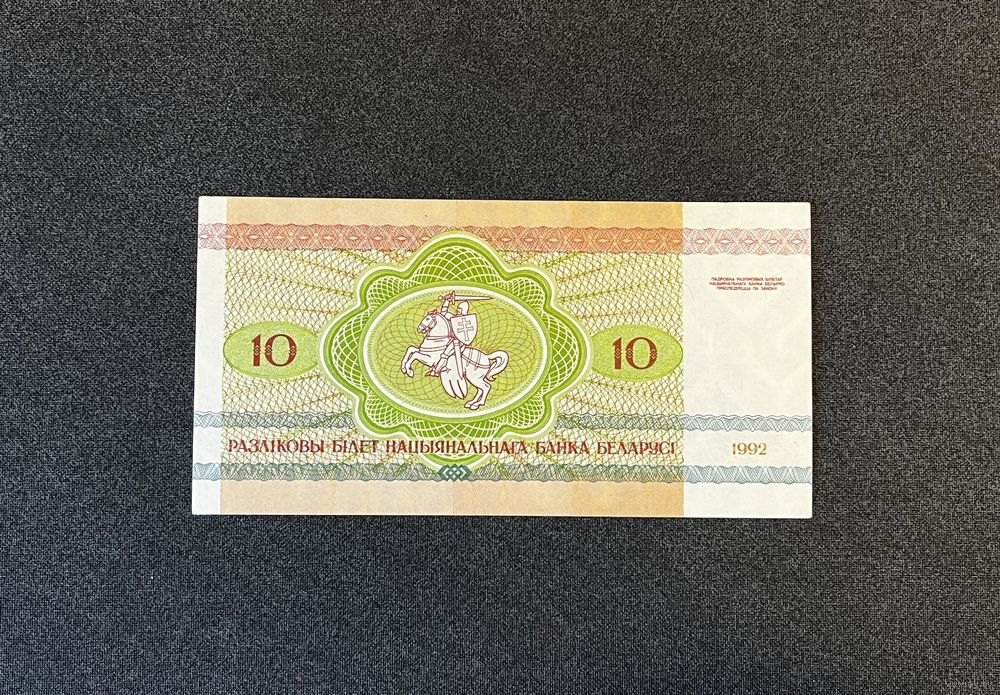 ПАДРОБКА РАЗЛІКОВЫХ БІЛЕТАЎ
НАЦЫЯНАЛЬНАГА БАНКА БЕЛАРУСІ
ПРАСЛЕДУЕЦЦА ПА ЗАКОНУ
10 10
РАЗЛІКОВЫ БІЛЕТ НАЦЫЯНАЛЬНАГА БАНКА БЕЛАРУСІ 1992